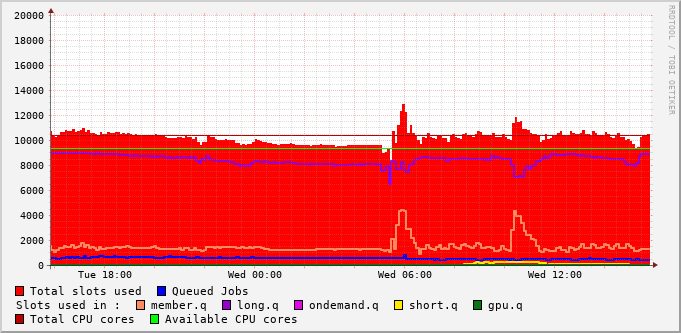 20000
18000
16000
14000
12000
10000
8000
6000
4000
2000
0
Tue 18:00 Wed 00:00 Wed 06:00 Wed 12:00
RRDTOOL / TOBI OETIKER
Total slots used Queued Jobs
Slots used in : member.q long.q ondemand.q short.q gpu.q
Total CPU cores Available CPU cores